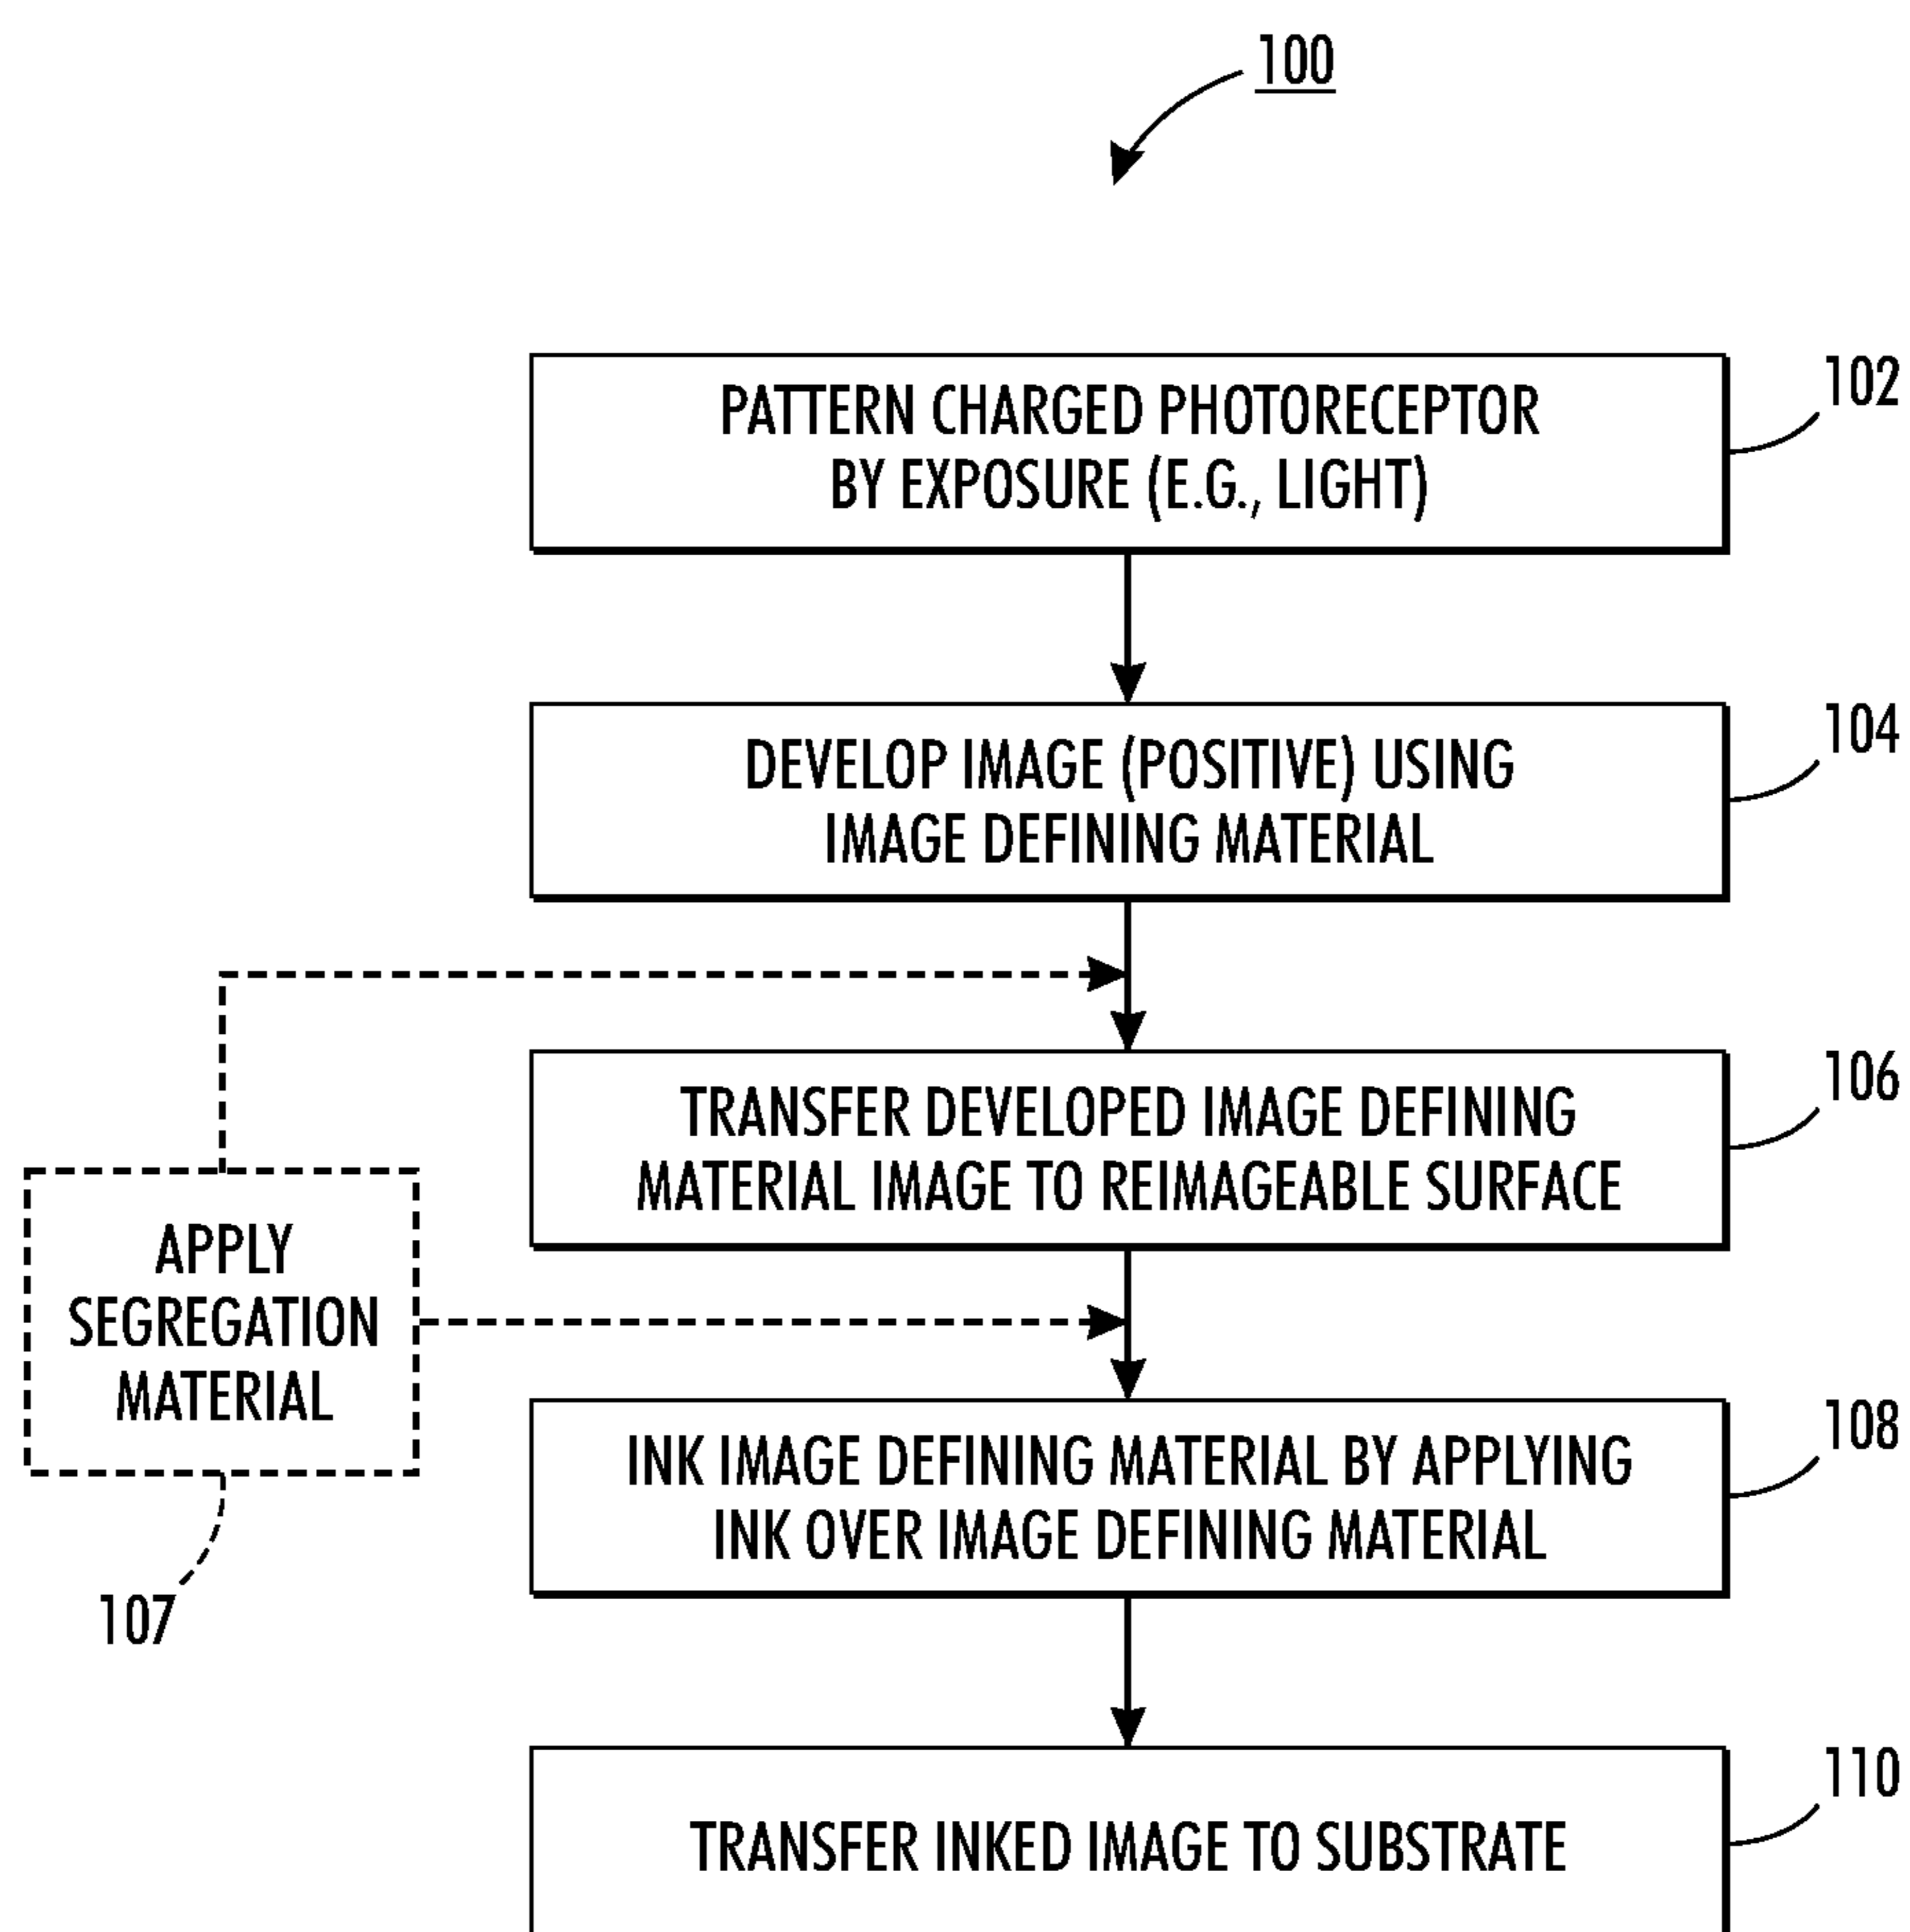 100
PATTERN CHARGED PHOTORECEPTOR
BY EXPOSURE (E.G., LIGHT)
102
DEVELOP IMAGE (POSITIVE) USING
IMAGE DEFINING MATERIAL
104
TRANSFER DEVELOPED IMAGE DEFINING
MATERIAL IMAGE TO REIMAGEABLE SURFACE
106
APPLY
SEGREGATION
MATERIAL
107
INK IMAGE DEFINING MATERIAL BY APPLYING
INK OVER IMAGE DEFINING MATERIAL
108
TRANSFER INKED IMAGE TO SUBSTRATE
110